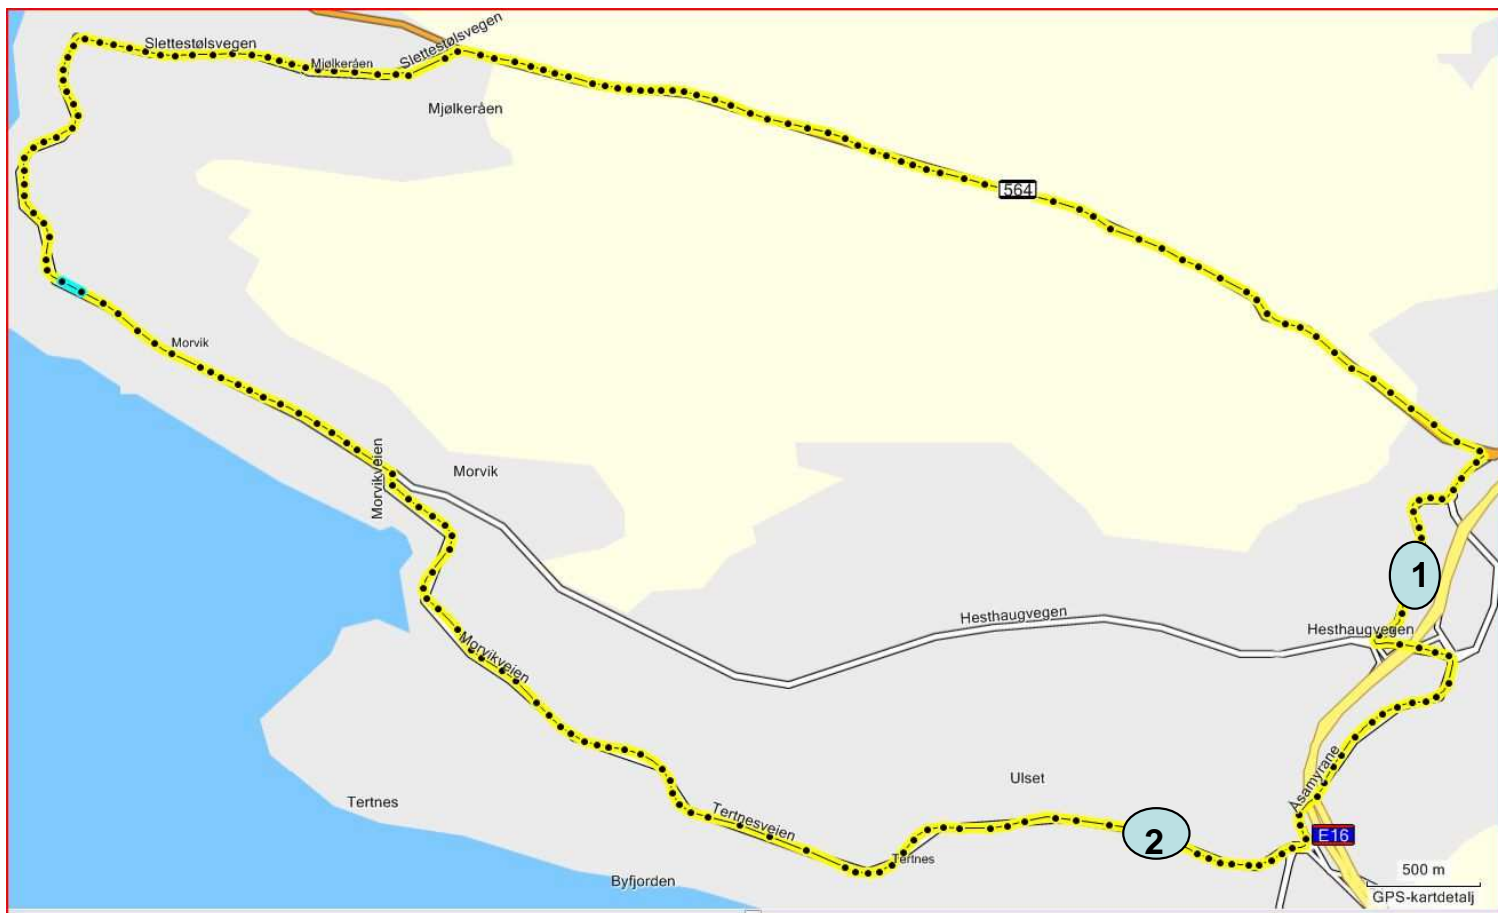 Slettestølsvegen
Slettestølsvegen
Mjølkeråen
Mjølkeråen
564
Morvik
Morvikveien
Morvik
1
Hesthaugvegen
Hesthaugvegen
Morvikveien
Åsamyrane
Ulset
Tertnes
Tertnesveien
2
E16
Tertnes
Byfjorden
500 m
GPS-kartdetalj